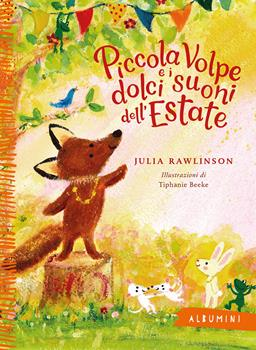 Piccola Volpe
e i
dolci suoni
dell'Estate
JULIA RAWLINSON
Illustrazioni di
Tiphanie Beeke
ALBUMINI